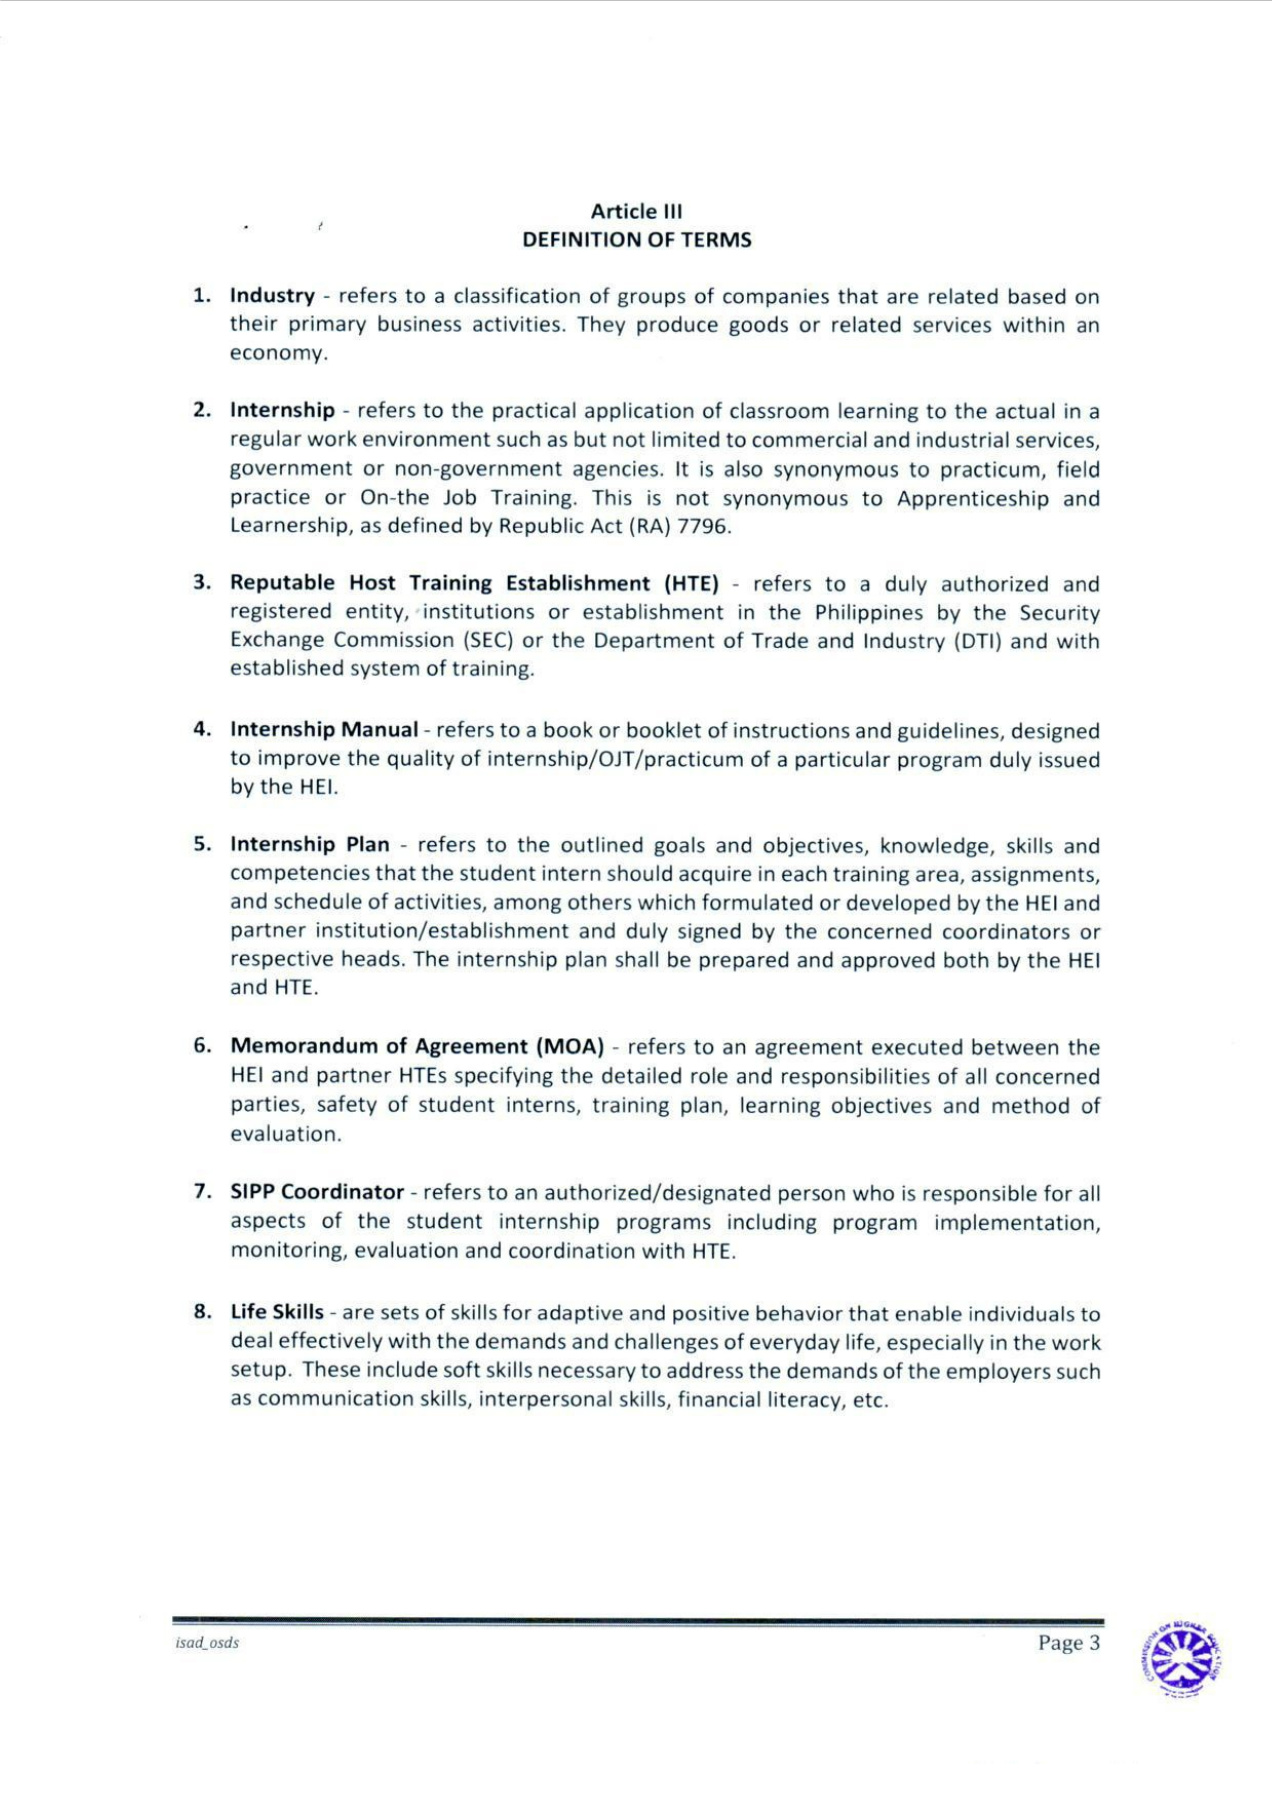 Article III
DEFINITION OF TERMS
1. Industry - refers to a classification of groups of companies that are related based on
their primary business activities. They produce goods or related services within an
economy.
2. Internship - refers to the practical application of classroom learning to the actual in a
regular work environment such as but not limited to commercial and industrial services,
government or non-government agencies. It is also synonymous to practicum, field
practice or On-the Job Training. This is not synonymous to Apprenticeship and
Learnership, as defined by Republic Act (RA) 7796.
3. Reputable Host Training Establishment (HTE) - refers to a duly authorized and
registered entity, institutions or establishment in the Philippines by the Security
Exchange Commission (SEC) or the Department of Trade and Industry (DTI) and with
established system of training.
4. Internship Manual - refers to a book or booklet of instructions and guidelines, designed
to improve the quality of internship/OJT/practicum of a particular program duly issued
by the HEI.
5. Internship Plan - refers to the outlined goals and objectives, knowledge, skills and
competencies that the student intern should acquire in each training area, assignments,
and schedule of activities, among others which formulated or developed by the HEI and
partner institution/establishment and duly signed by the concerned coordinators or
respective heads. The internship plan shall be prepared and approved both by the HEI
and HTE.
6. Memorandum of Agreement (MOA) - refers to an agreement executed between the
HEI and partner HTEs specifying the detailed role and responsibilities of all concerned
parties, safety of student interns, training plan, learning objectives and method of
evaluation.
7. SIPP Coordinator - refers to an authorized/designated person who is responsible for all
aspects of the student internship programs including program implementation,
monitoring, evaluation and coordination with HTE.
8. Life Skills - are sets of skills for adaptive and positive behavior that enable individuals to
deal effectively with the demands and challenges of everyday life, especially in the work
setup. These include soft skills necessary to address the demands of the employers such
as communication skills, interpersonal skills, financial literacy, etc.
isad_osds
Page 3
COMMISSION ON HIGHER EDUCATION